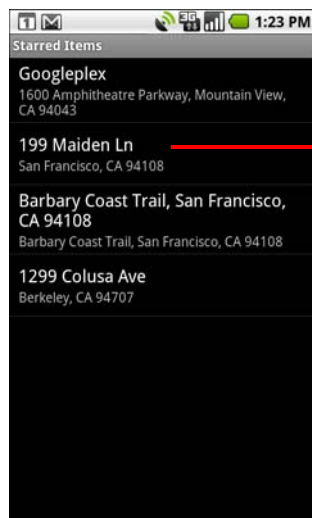 1 3G 1:23 PM
Starred Items
Googleplex
1600 Amphitheatre Parkway, Mountain View,
CA 94043
199 Maiden Ln
San Francisco, CA 94108
Barbary Coast Trail, San Francisco,
CA 94108
Barbary Coast Trail, San Francisco, CA 94108
1299 Colusa Ave
Berkeley, CA 94707